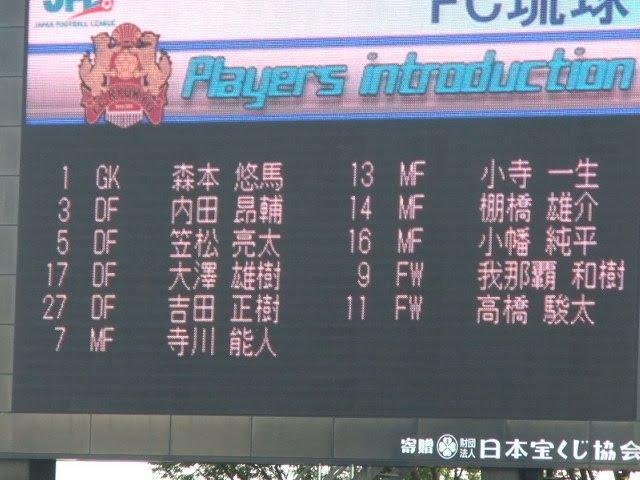 JFL
JAPAN FOOTBALL LEAGUE
FC琉球
Players introduction
1 GK 森本 悠馬
3 DF 内田 昂輔
5 DF 笠松 亮太
17 DF 大澤 雄樹
27 DF 吉田 正樹
7 MF 寺川 能人
13 MF 小寺 一生
14 MF 棚橋 雄介
16 MF 小幡 純平
9 FW 我那覇 和樹
11 FW 高橋 駿太
寄贈 財団法人 日本宝くじ協会